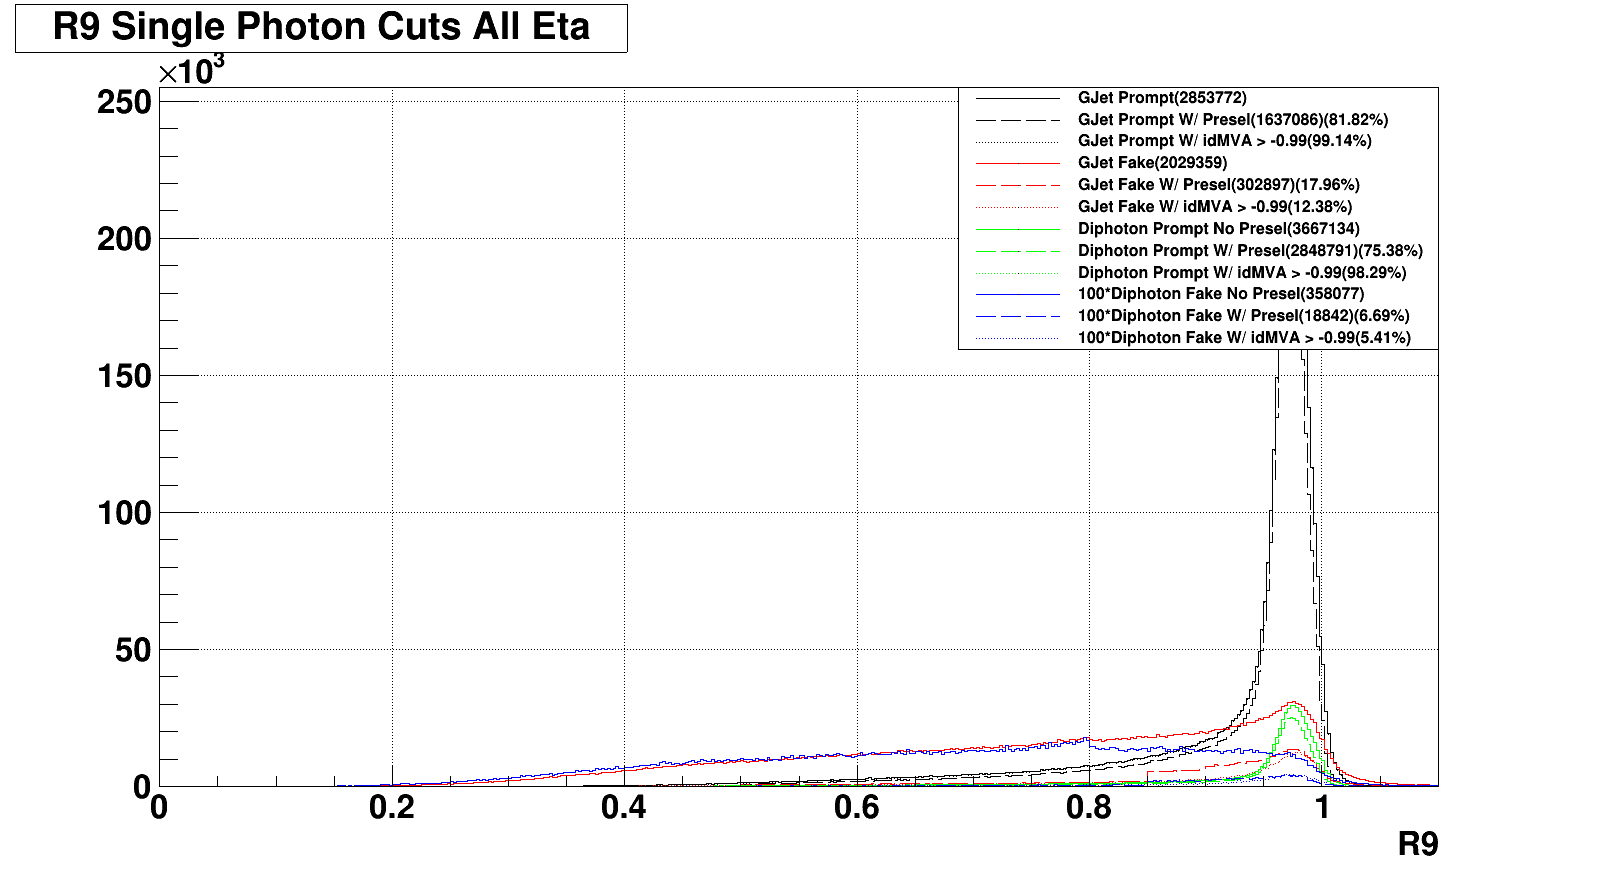 R9 Single Photon Cuts All Eta
×10³
250
200
150
100
50
0
GJet Prompt(2853772)
GJet Prompt W/ Presel(1637086)(81.82%)
GJet Prompt W/ idMVA > -0.99(99.14%)
GJet Fake(2029359)
GJet Fake W/ Presel(302897)(17.96%)
GJet Fake W/ idMVA > -0.99(12.38%)
Diphoton Prompt No Presel(3667134)
Diphoton Prompt W/ Presel(2848791)(75.38%)
Diphoton Prompt W/ idMVA > -0.99(98.29%)
100*Diphoton Fake No Presel(358077)
100*Diphoton Fake W/ Presel(18842)(6.69%)
100*Diphoton Fake W/ idMVA > -0.99(5.41%)
0 0.2 0.4 0.6 0.8 1
R9